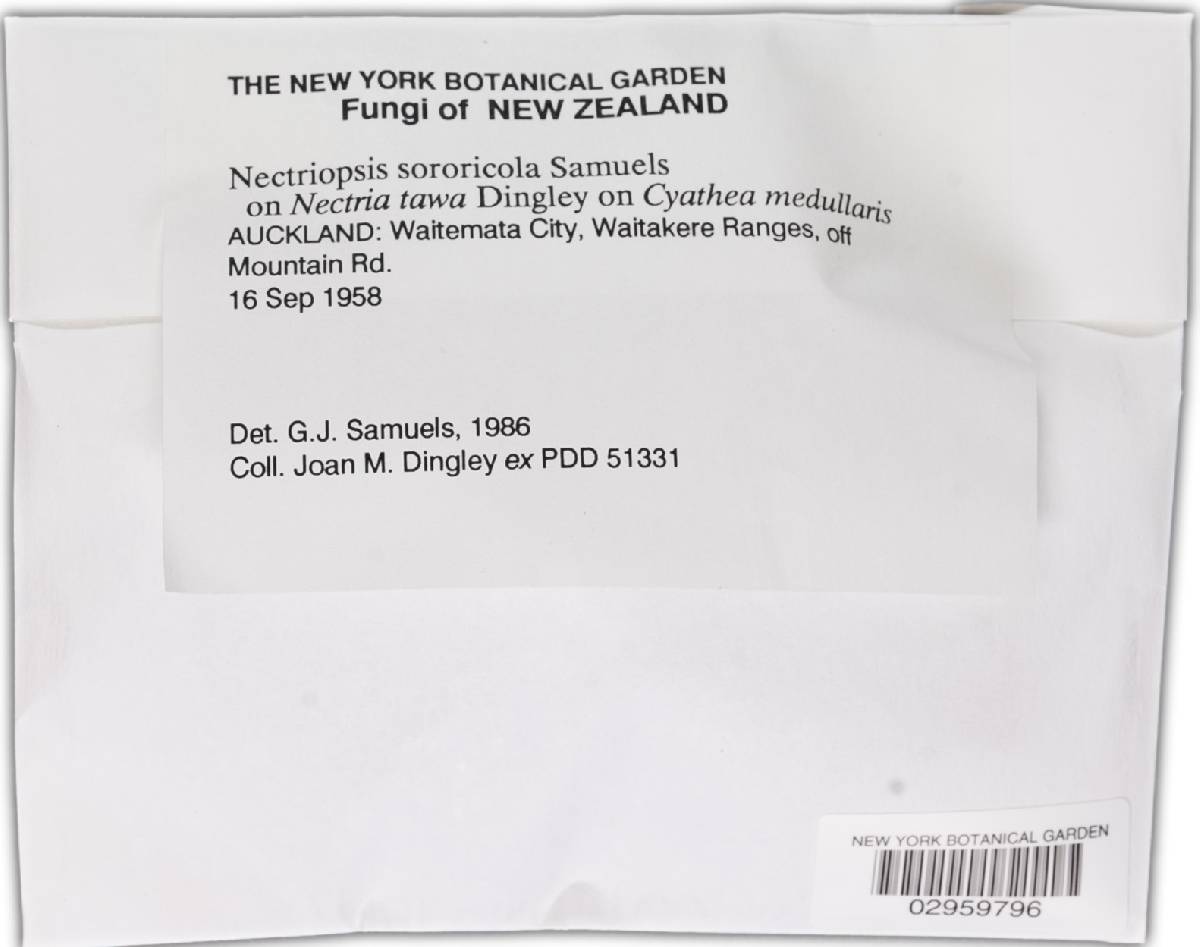 THE NEW YORK BOTANICAL GARDEN
Fungi of NEW ZEALAND
Nectriopsis sororicola Samuels
on Nectria tawa Dingley on Cyathea medullaris
AUCKLAND: Waitemata City, Waitakere Ranges, off
Mountain Rd.
16 Sep 1958
Det. G.J. Samuels, 1986
Coll. Joan M. Dingley ex PDD 51331
NEW YORK BOTANICAL GARDEN
02959796